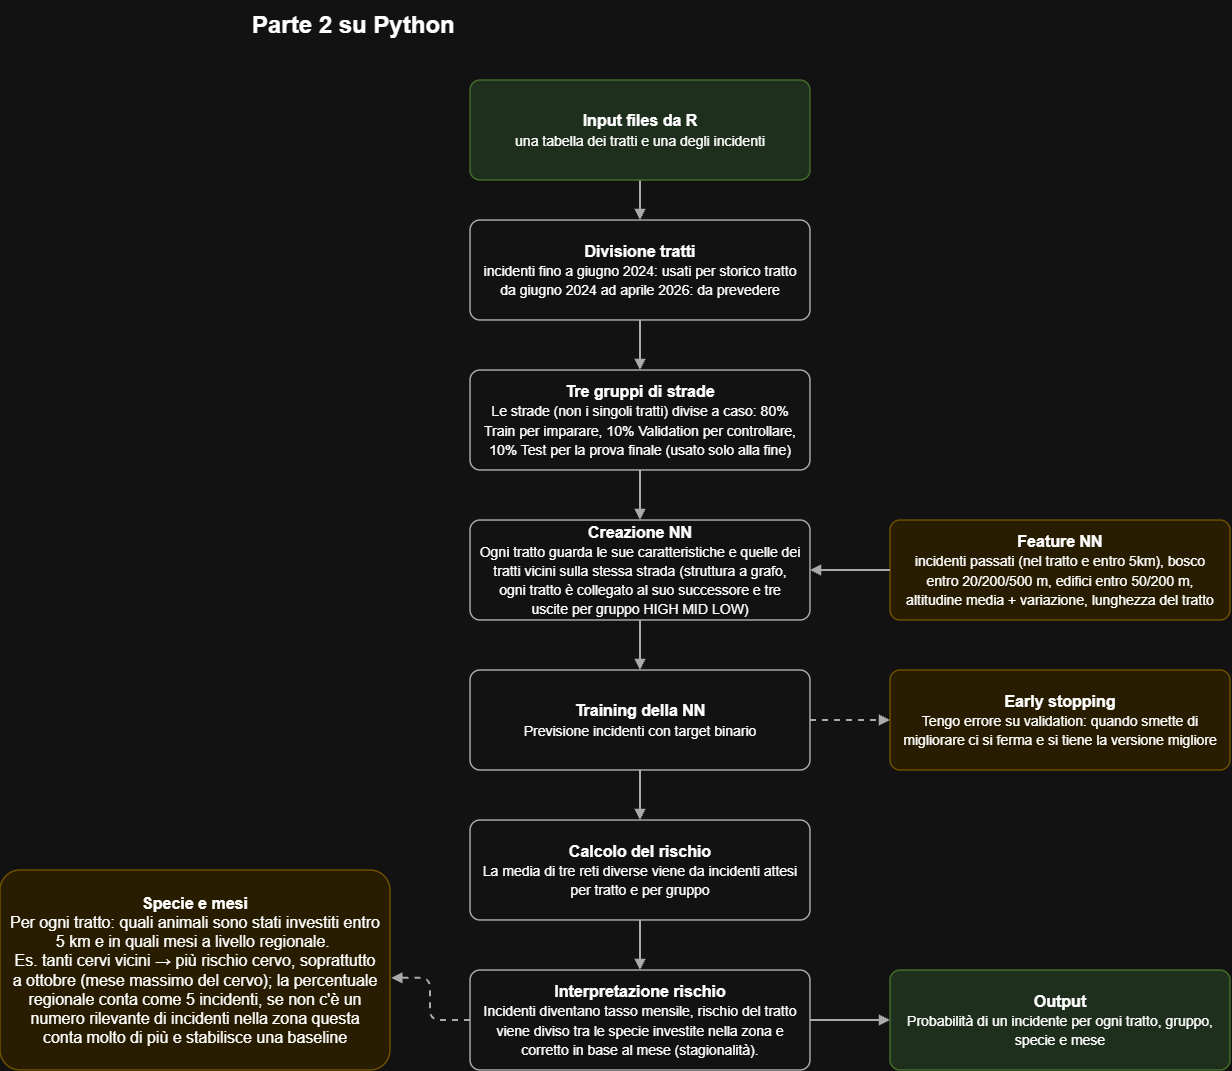 Parte 2 su Python
Input files da R
una tabella dei tratti e una degli incidenti
Divisione tratti
incidenti fino a giugno 2024: usati per storico tratto
da giugno 2024 ad aprile 2026: da prevedere
Tre gruppi di strade
Le strade (non i singoli tratti) divise a caso: 80%
Train per imparare, 10% Validation per controllare,
10% Test per la prova finale (usato solo alla fine)
Creazione NN
Ogni tratto guarda le sue caratteristiche e quelle dei
tratti vicini sulla stessa strada (struttura a grafo,
ogni tratto è collegato al suo successore e tre
uscite per gruppo HIGH MID LOW)
Feature NN
incidenti passati (nel tratto e entro 5km), bosco
entro 20/200/500 m, edifici entro 50/200 m,
altitudine media + variazione, lunghezza del tratto
Training della NN
Previsione incidenti con target binario
Early stopping
Tengo errore su validation: quando smette di
migliorare ci si ferma e si tiene la versione migliore
Calcolo del rischio
La media di tre reti diverse viene da incidenti attesi
per tratto e per gruppo
Specie e mesi
Per ogni tratto: quali animali sono stati investiti entro
5 km e in quali mesi a livello regionale.
Es. tanti cervi vicini → più rischio cervo, soprattutto
a ottobre (mese massimo del cervo); la percentuale
regionale conta come 5 incidenti, se non c'è un
numero rilevante di incidenti nella zona questa
conta molto di più e stabilisce una baseline
Interpretazione rischio
Incidenti diventano tasso mensile, rischio del tratto
viene diviso tra le specie investite nella zona e
corretto in base al mese (stagionalità).
Output
Probabilità di un incidente per ogni tratto, gruppo,
specie e mese